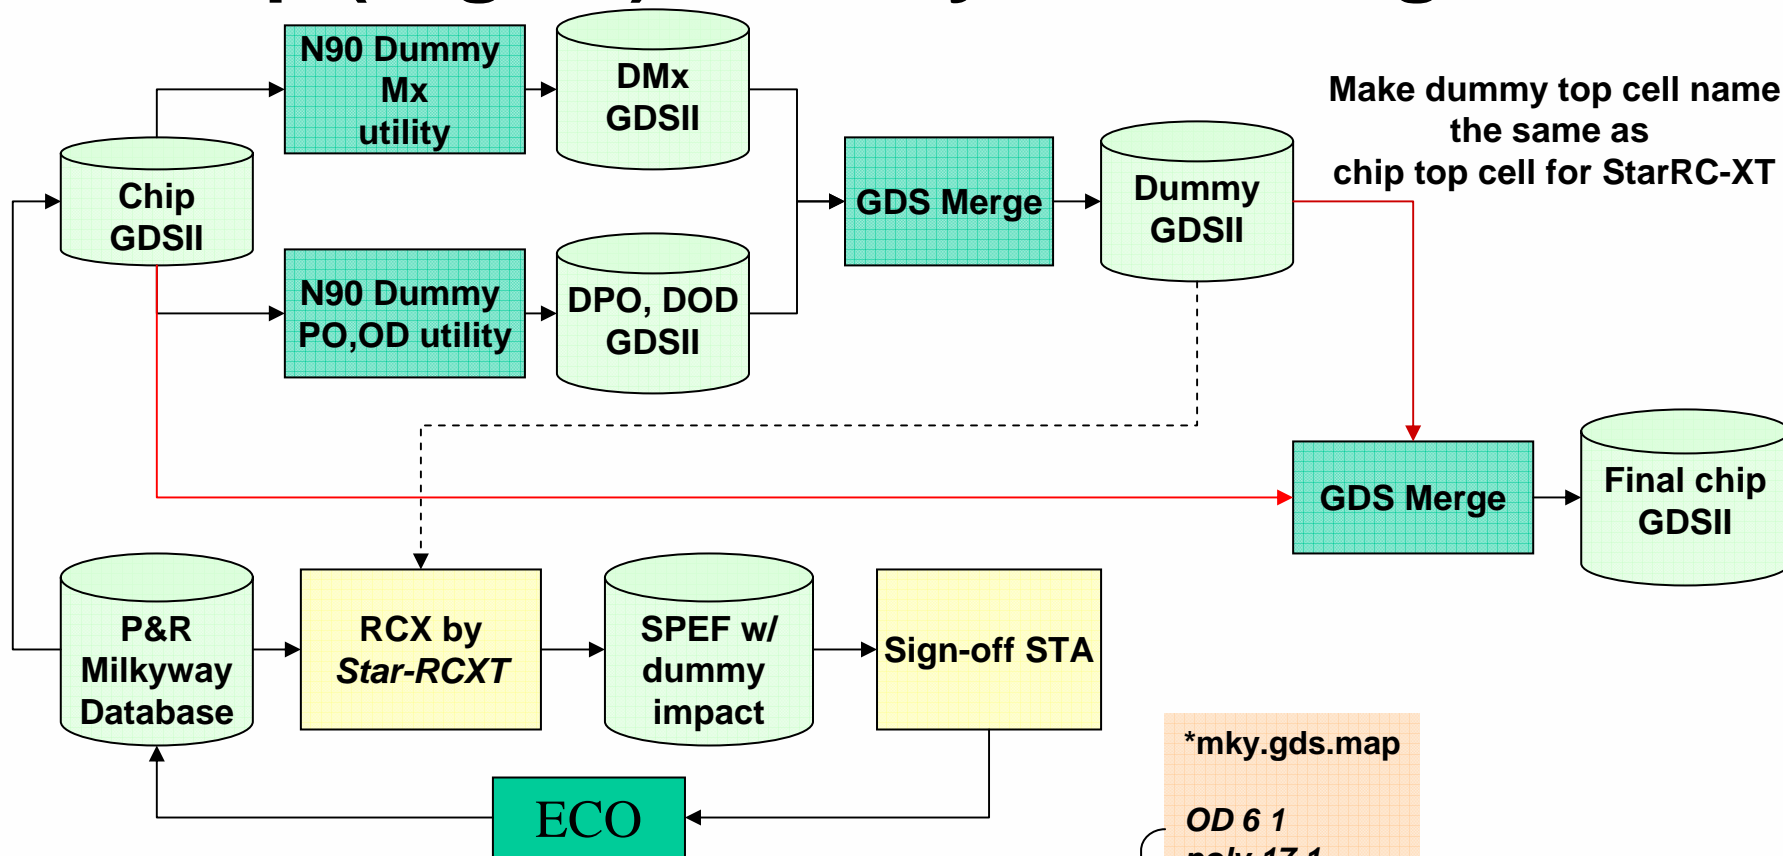 N90 Dummy
Mx
utility
DMx
GDSII
Make dummy top cell name
the same as
chip top cell for StarRC-XT
Chip
GDSII
GDS Merge
Dummy
GDSII
N90 Dummy
PO,OD utility
DPO, DOD
GDSII
GDS Merge
Final chip
GDSII
P&R
Milkyway
Database
RCX by
Star-RCXT
SPEF w/
dummy
impact
Sign-off STA
ECO
*mky.gds.map
OD 6 1
poly 17 1